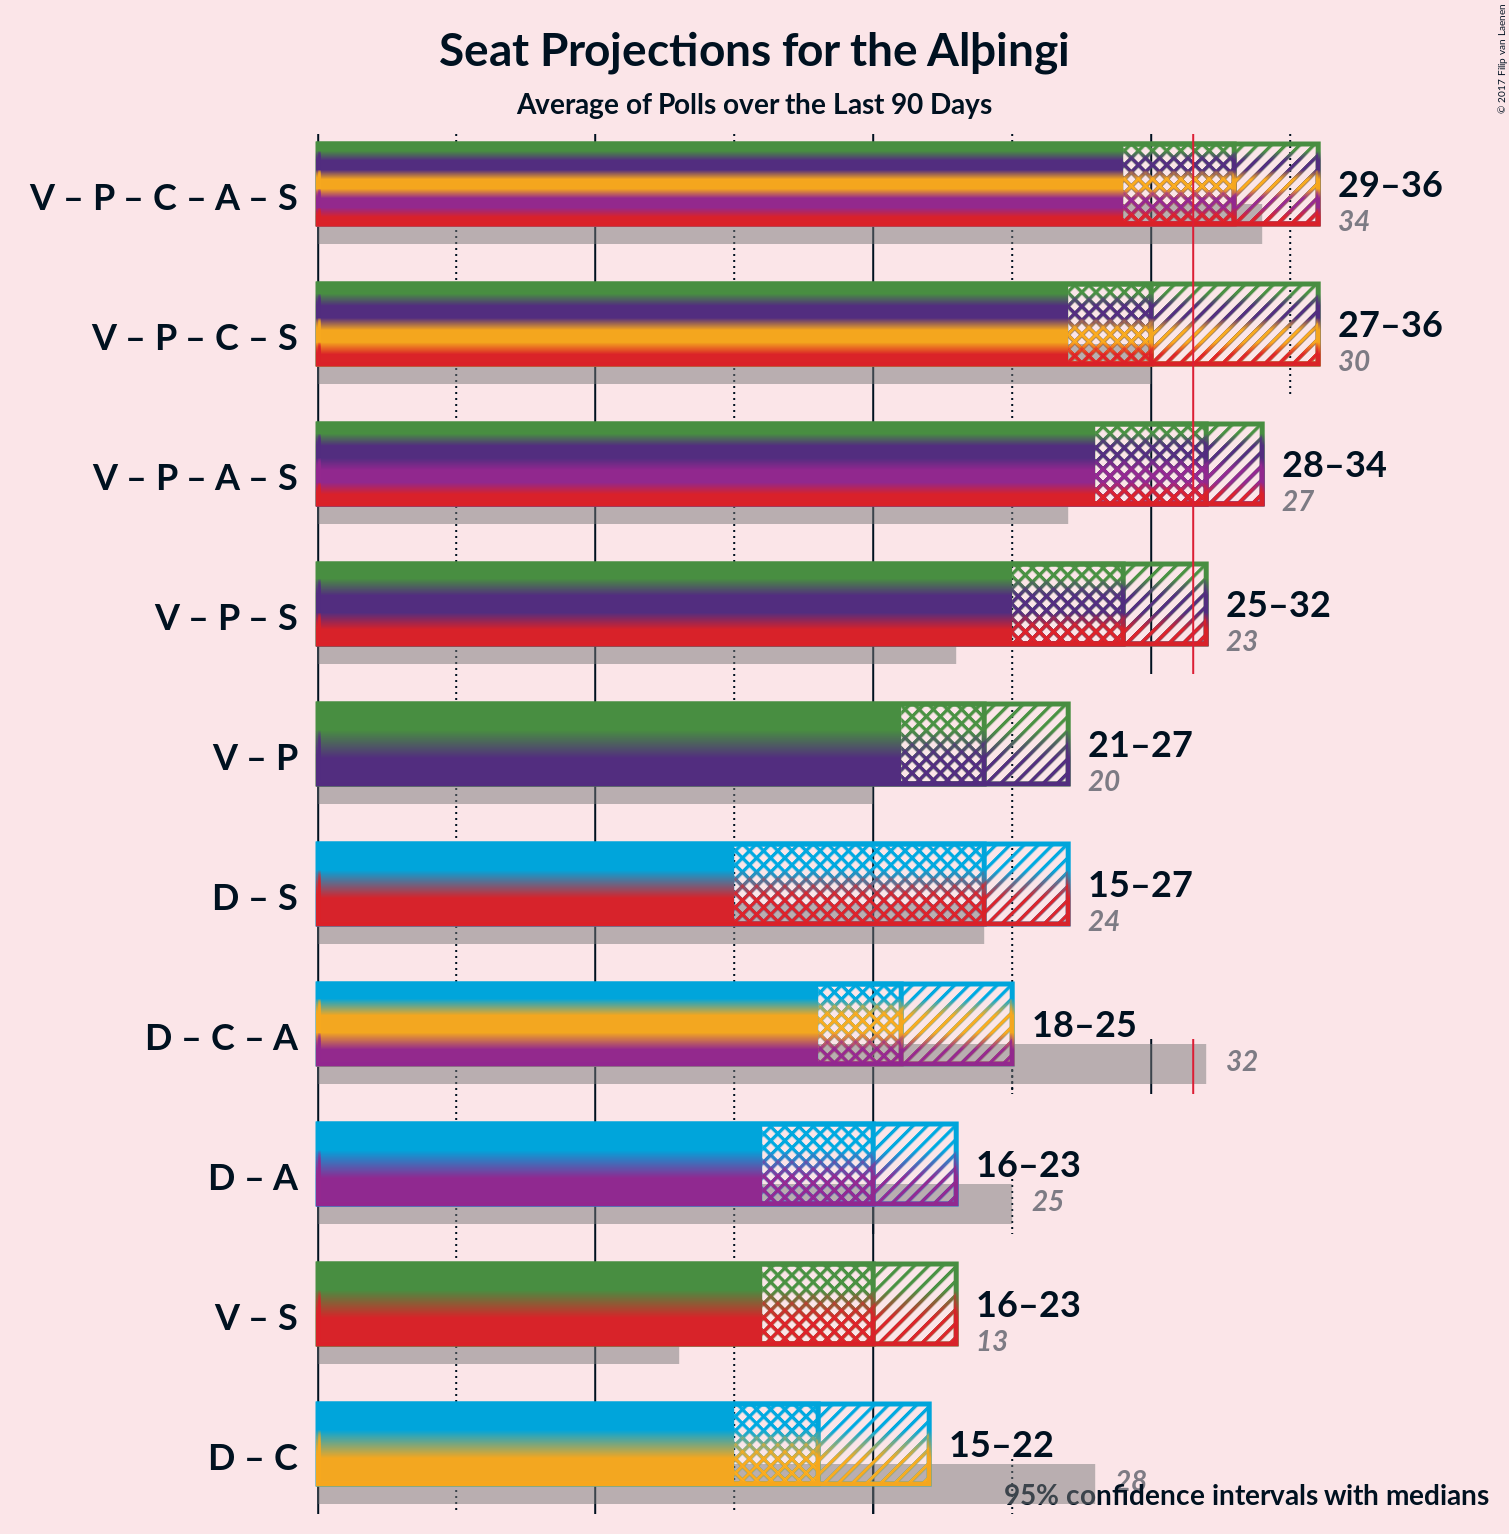 Seat Projections for the Alþingi
Average of Polls over the Last 90 Days
© 2017 Filip van Laenen
V – P – C – A – S
29–36
34
V – P – C – S
27–36
30
V – P – A – S
28–34
27
V – P – S
25–32
23
V – P
21–27
20
D – S
15–27
24
D – C – A
18–25
32
D – A
16–23
25
V – S
16–23
13
D – C
15–22
28
95% confidence intervals with medians